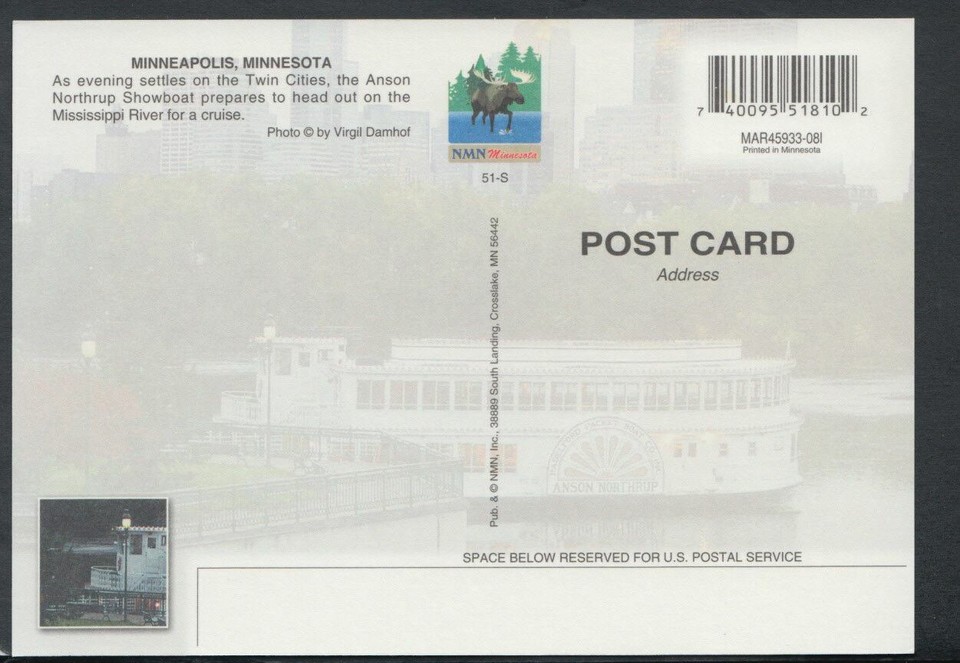 MINNEAPOLIS, MINNESOTA
As evening settles on the Twin Cities, the Anson
Northrup Showboat prepares to head out on the
Mississippi River for a cruise.
Photo © by Virgil Damhof
NMN Minnesota
51-S
7 40095 51810 2
MAR45933-08I
Printed in Minnesota
POST CARD
Address
Pub. & © NMN, Inc., 38889 South Landing, Crosslake, MN 56442
ANSON NORTHRUP
SPACE BELOW RESERVED FOR U.S. POSTAL SERVICE